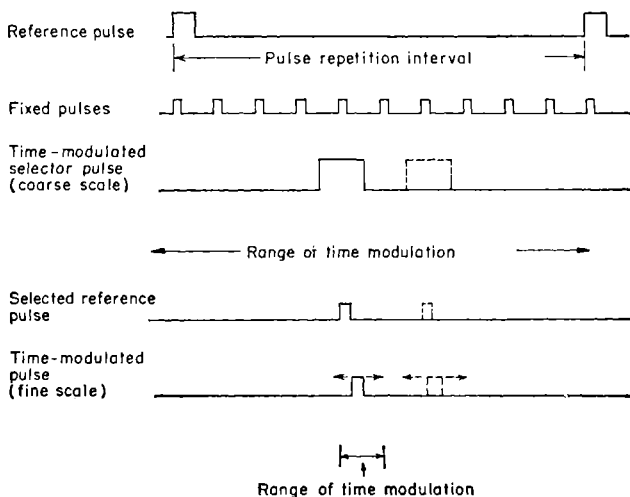 Reference pulse
Pulse repetition interval
Fixed pulses
Time-modulated
selector pulse
(coarse scale)
Range of time modulation
Selected reference
pulse
Time-modulated
pulse
(fine scale)
Range of time modulation